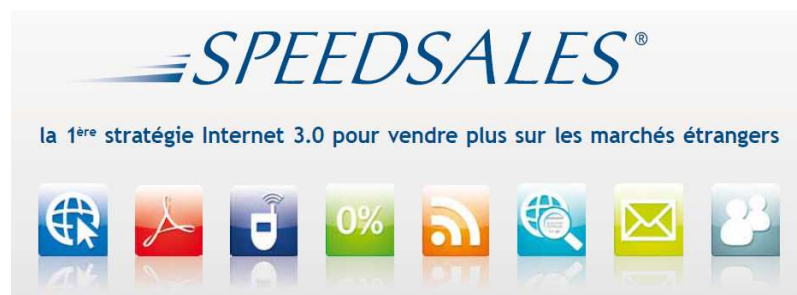 SPEEDSALES®
la 1ère stratégie Internet 3.0 pour vendre plus sur les marchés étrangers
0%